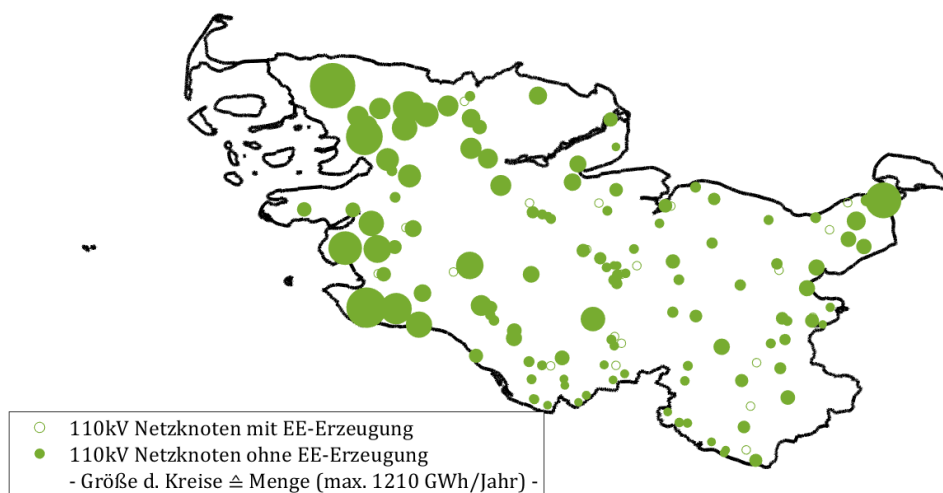 110kV Netzknoten mit EE-Erzeugung
110kV Netzknoten ohne EE-Erzeugung
- Größe d. Kreise ≙ Menge (max. 1210 GWh/Jahr) -